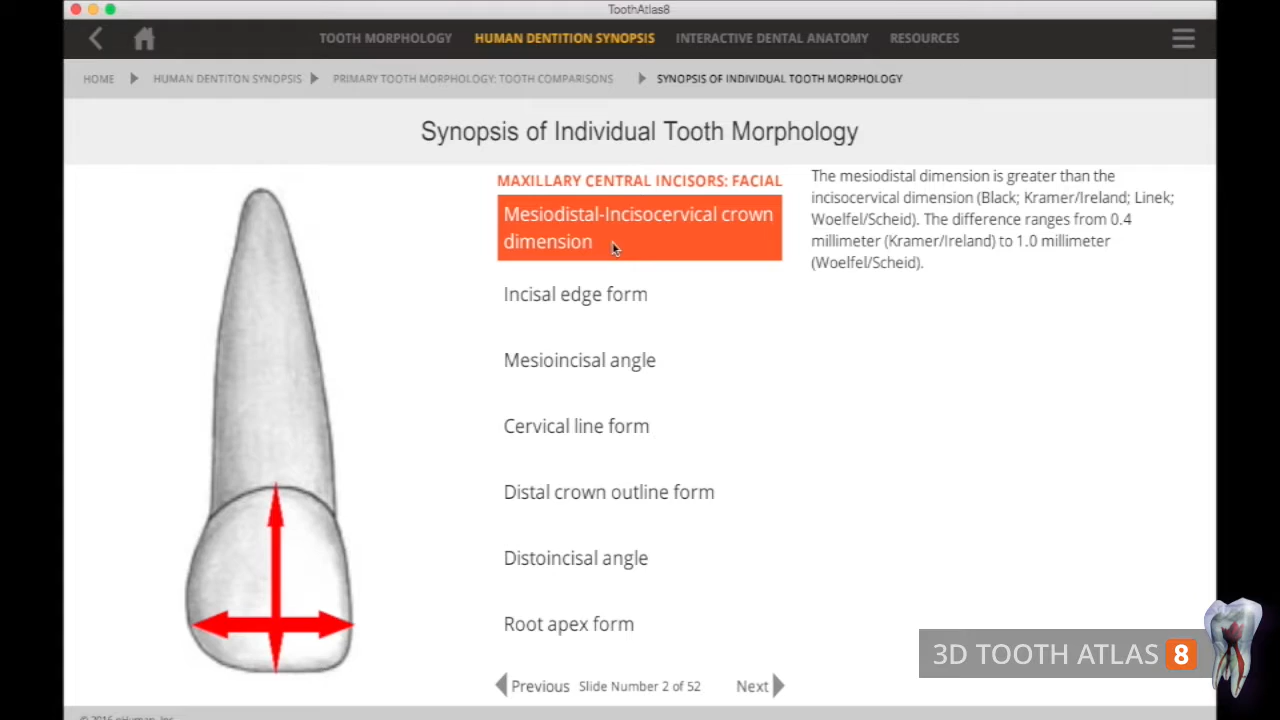 ToothAtlas8
TOOTH MORPHOLOGY HUMAN DENTITION SYNOPSIS INTERACTIVE DENTAL ANATOMY RESOURCES
HOME HUMAN DENTITON SYNOPSIS PRIMARY TOOTH MORPHOLOGY: TOOTH COMPARISONS SYNOPSIS OF INDIVIDUAL TOOTH MORPHOLOGY
Synopsis of Individual Tooth Morphology
MAXILLARY CENTRAL INCISORS: FACIAL
Mesiodistal-Incisocervical crown
dimension
Incisal edge form
Mesioincisal angle
Cervical line form
Distal crown outline form
Distoincisal angle
Root apex form
Previous Slide Number 2 of 52 Next
The mesiodistal dimension is greater than the
incisocervical dimension (Black; Kramer/Ireland; Linek;
Woelfel/Scheid). The difference ranges from 0.4
millimeter (Kramer/Ireland) to 1.0 millimeter
(Woelfel/Scheid).
3D TOOTH ATLAS 8
© 2016 eHuman, Inc.